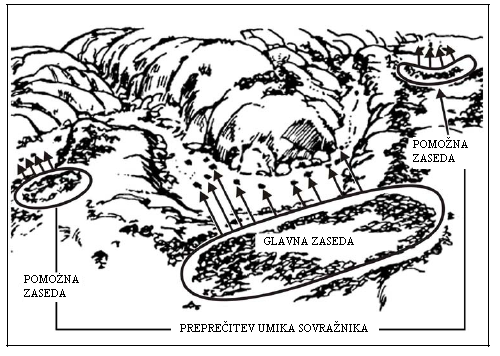 POMOŽNA
ZASEDA
GLAVNA ZASEDA
POMOŽNA
ZASEDA
PREPREČITEV UMIKA SOVRAŽNIKA